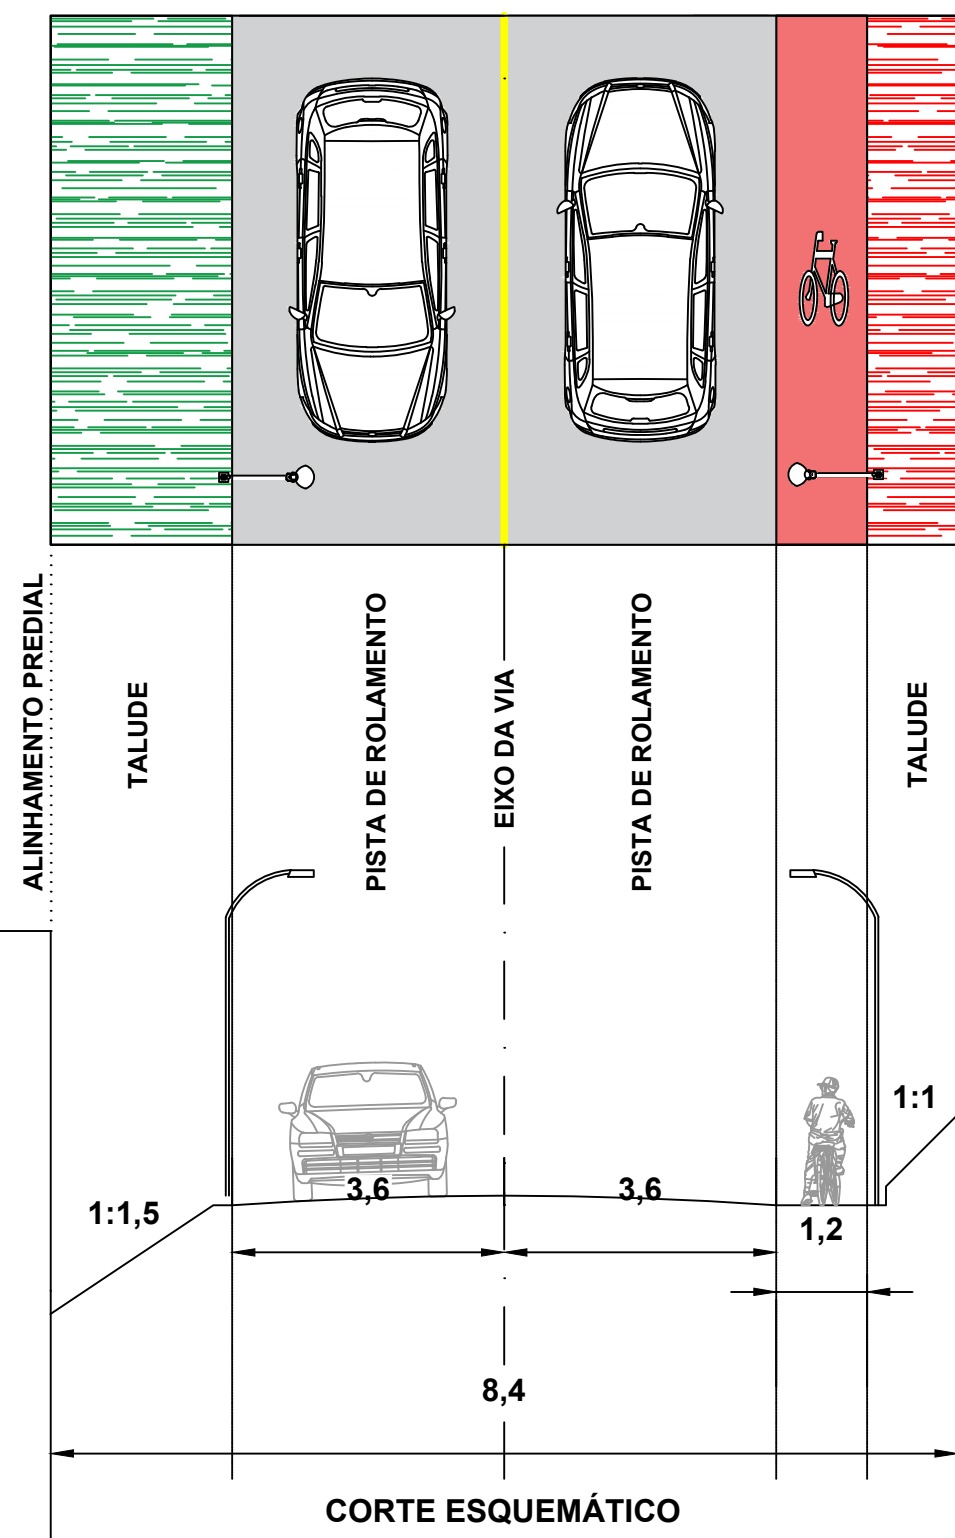 ALINHAMENTO PREDIAL
TALUDE
PISTA DE ROLAMENTO
EIXO DA VIA
PISTA DE ROLAMENTO
TALUDE
1:1
3,6
3,6
1:1,5
1,2
8,4
CORTE ESQUEMÁTICO